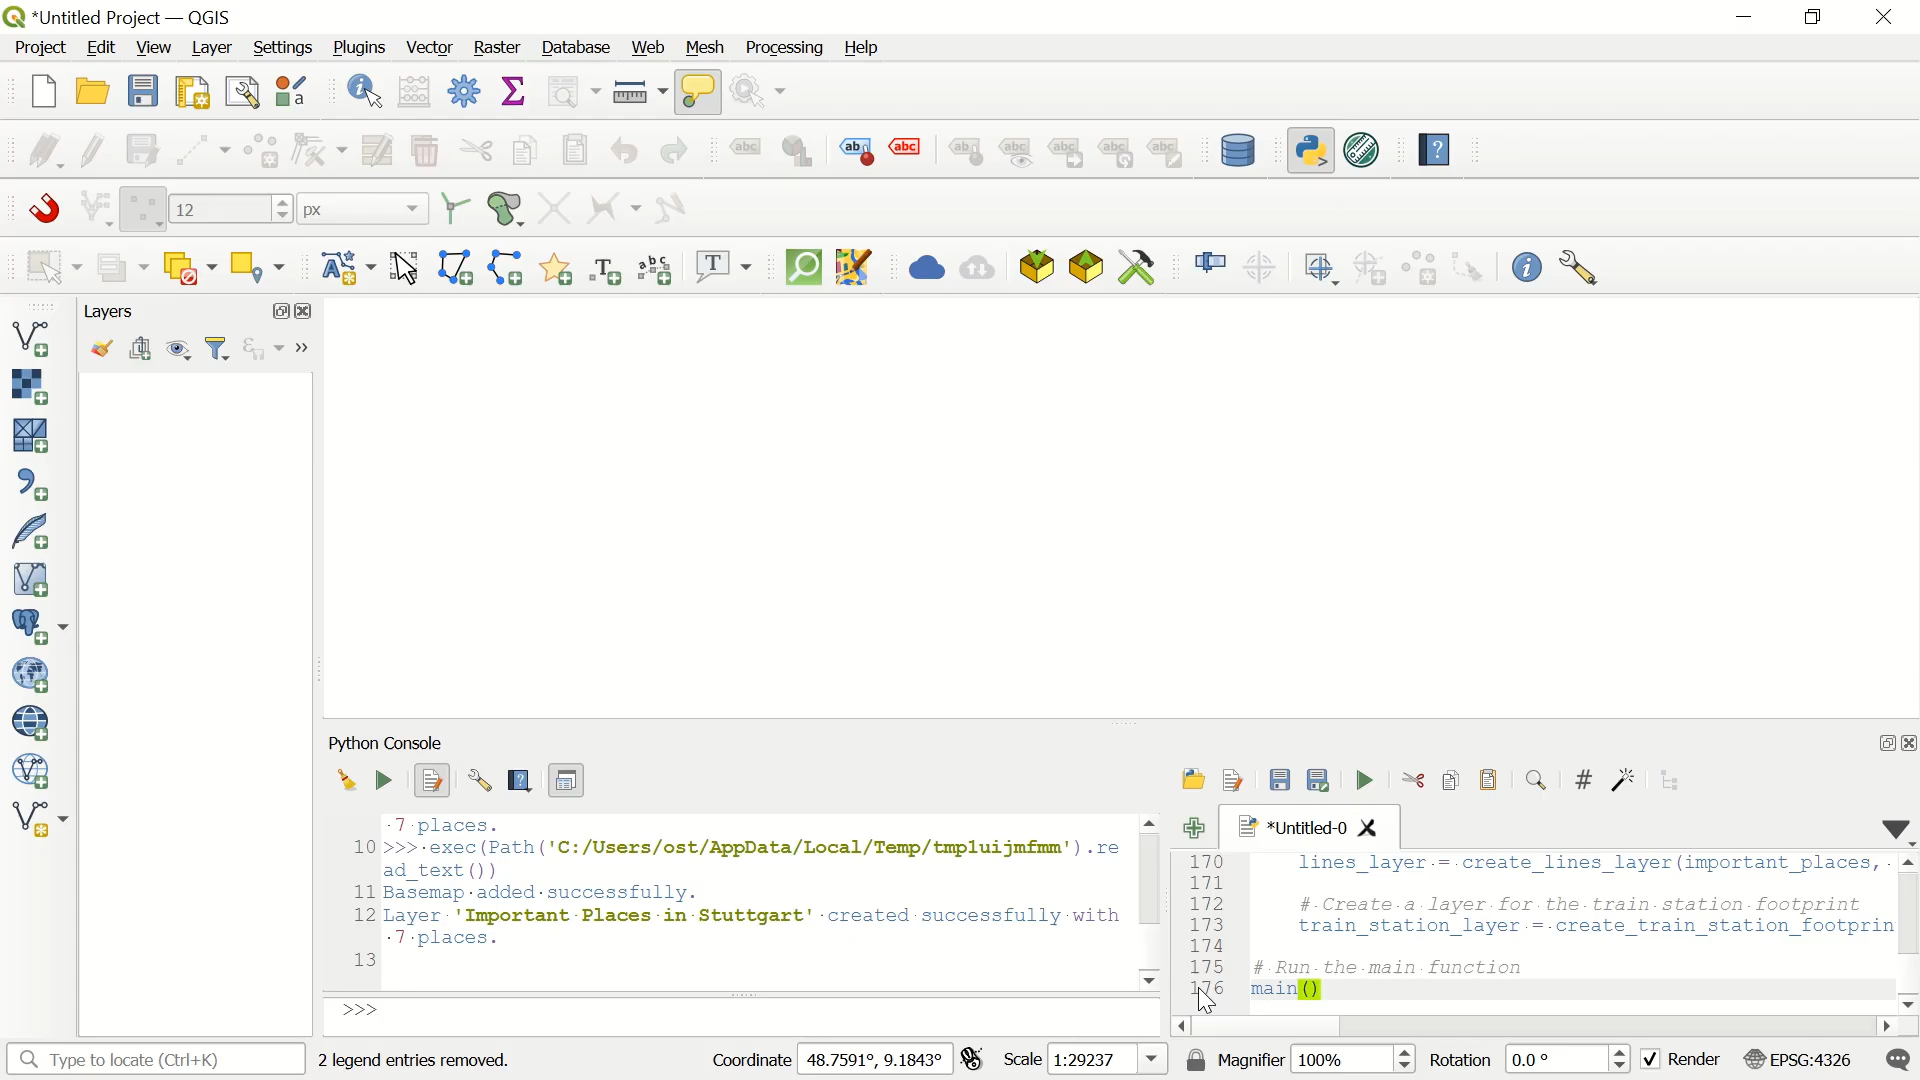 *Untitled Project — QGIS
Project Edit View Layer Settings Plugins Vector Raster Database Web Mesh Processing Help
12 px
Layers
Python Console
*Untitled-0
·7·places.
10 >>>·exec(Path('C:/Users/ost/AppData/Local/Temp/tmp1uijmfmm').re
ad_text())
11 Basemap·added·successfully.
12 Layer·'Important·Places·in·Stuttgart'·created·successfully·with
·7·places.
13
>>>
170 lines_layer·=·create_lines_layer(important_places,·
171
172 #·Create·a·layer·for·the·train·station·footprint
173 train_station_layer·=·create_train_station_footprin
174
175 #·Run·the·main·function
176 main()
Type to locate (Ctrl+K) 2 legend entries removed. Coordinate 48.7591°, 9.1843° Scale 1:29237 Magnifier 100% Rotation 0.0 ° Render EPSG:4326